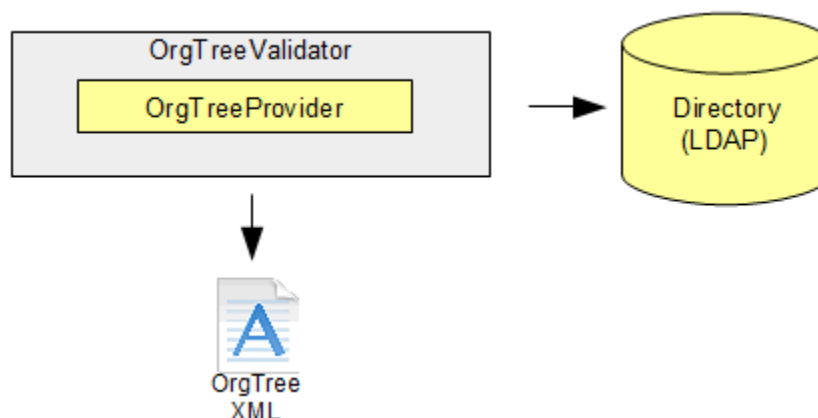 OrgTreeValidator
OrgTreeProvider
Directory
(LDAP)
OrgTree
XML